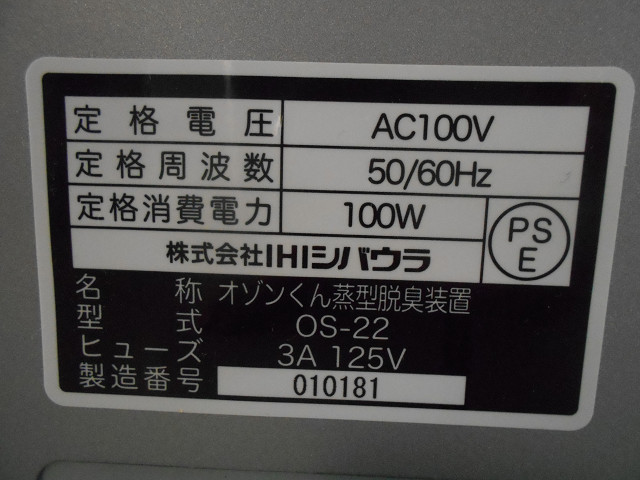 定格電圧 AC100V
定格周波数 50/60Hz
定格消費電力 100W
PS
E
株式会社IHIシバウラ
名称 オゾンくん蒸型脱臭装置
型式 OS-22
ヒューズ 3A 125V
製造番号 010181